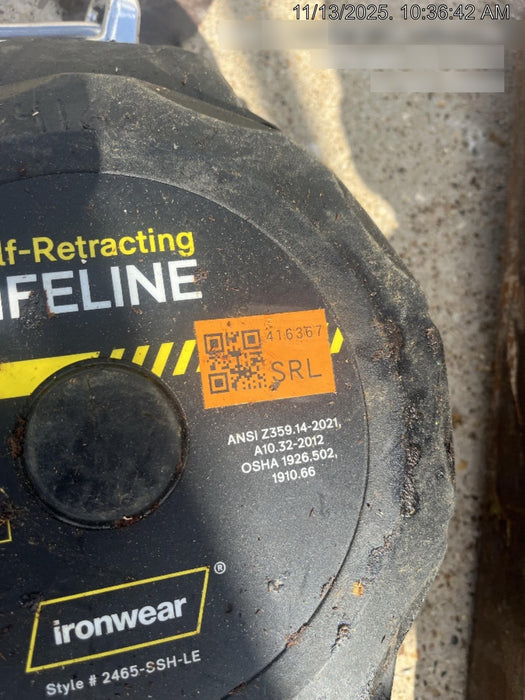 11/13/2025. 10:36:42 AM
lf-Retracting
IFELINE
416367
SRL
ANSI Z359.14-2021,
A10.32-2012
OSHA 1926.502,
1910.66
ironwear®
Style # 2465-SSH-LE